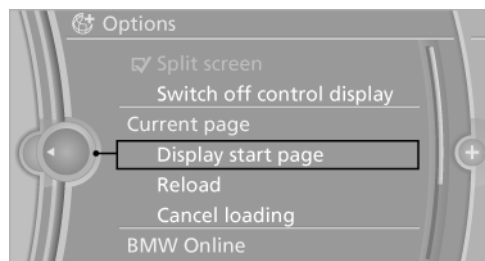 Options
Split screen
Switch off control display
Current page
Display start page
Reload
Cancel loading
BMW Online